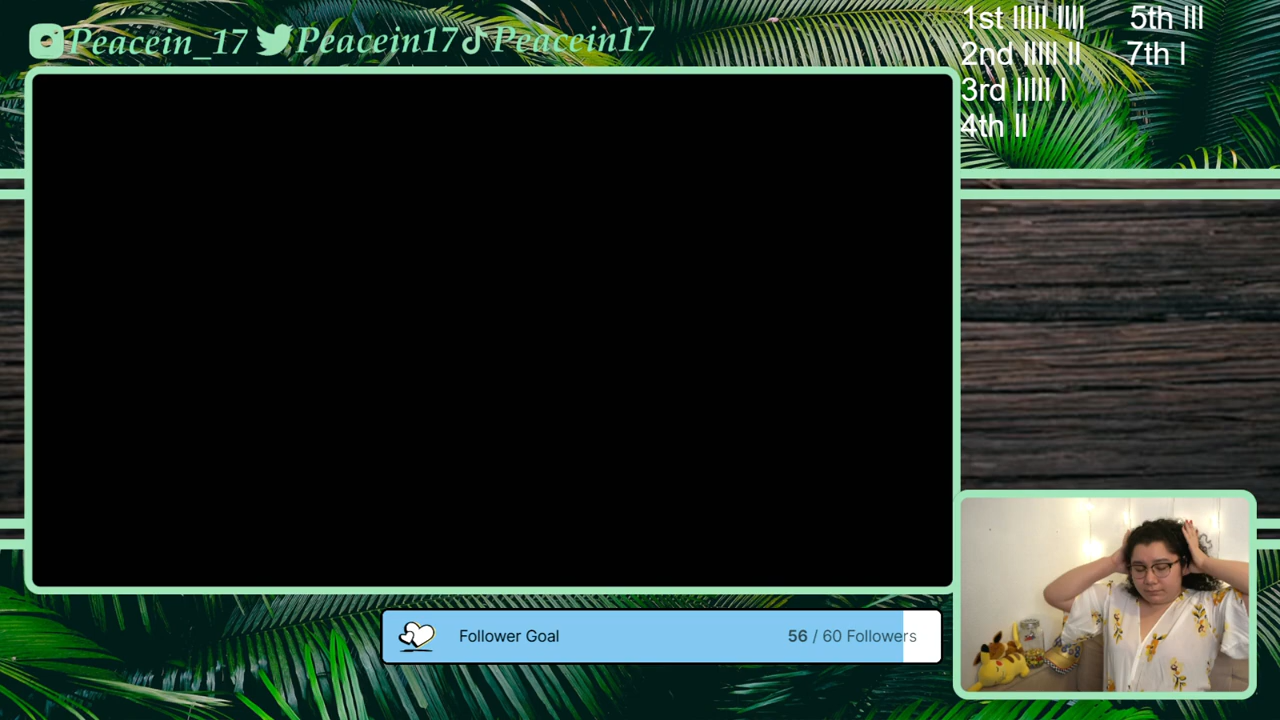 Peacein_17 Peacein17 Peacein17
1st IIIII IIII 5th III
2nd IIIII II 7th I
3rd IIIII I
4th II
Follower Goal 56 / 60 Followers